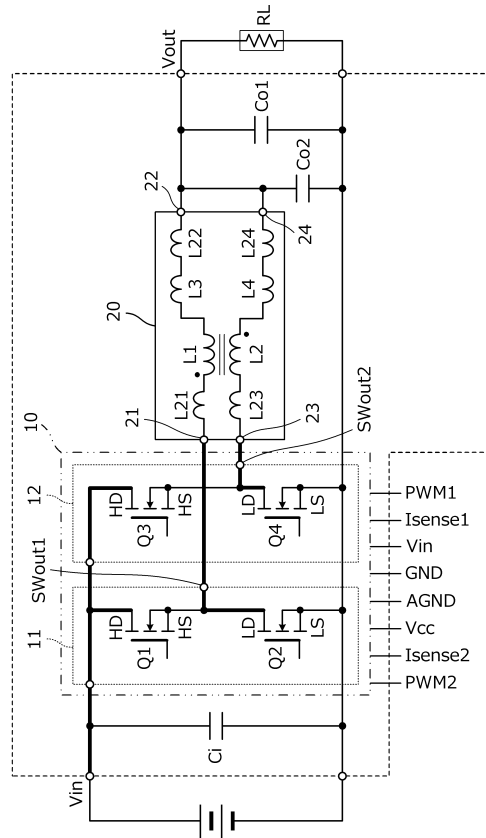 RL
Vout
Co1
Co2
22
24
L22
L24
L3
L4
20
L1
L2
L21
L23
21
23
SWout2
10
12
HD
Q3
HS
LD
Q4
LS
SWout1
11
HD
Q1
HS
LD
Q2
LS
PWM1
Isense1
Vin
GND
AGND
Vcc
Isense2
PWM2
Ci
Vin